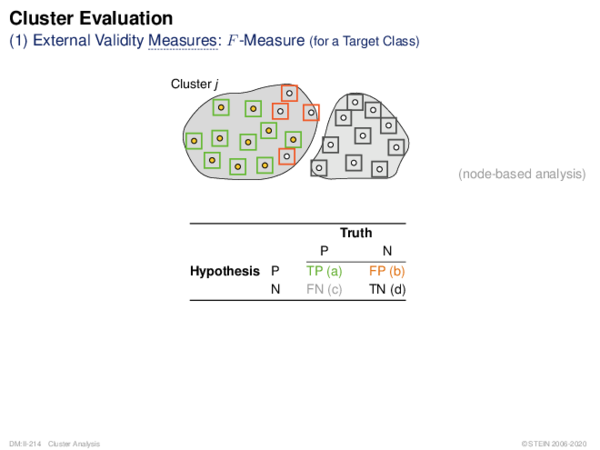 Cluster Evaluation
(1) External Validity Measures: F-Measure (for a Target Class)
Cluster j
(node-based analysis)
Truth
P N
Hypothesis P TP (a) FP (b)
N FN (c) TN (d)
DM:II-214 Cluster Analysis ©STEIN 2006-2020